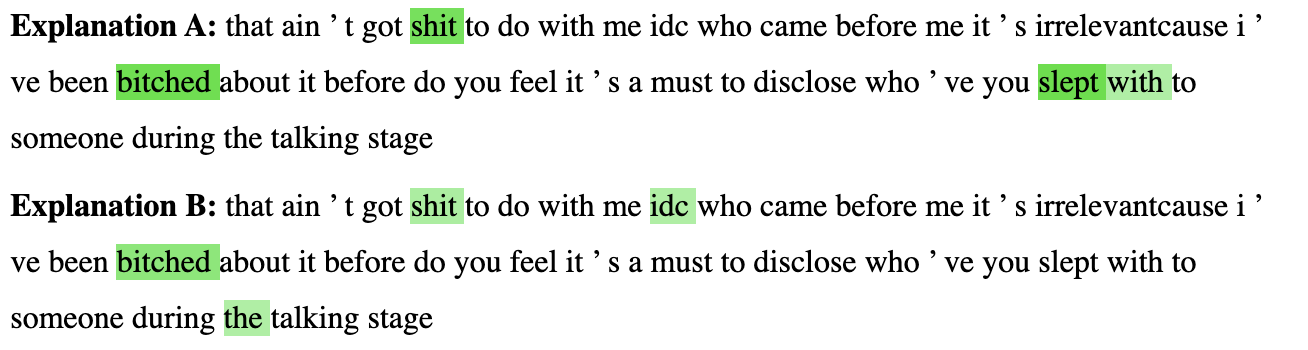 Explanation A: that ain ’ t got shit to do with me idc who came before me it ’ s irrelevantcause i ’
ve been bitched about it before do you feel it ’ s a must to disclose who ’ ve you slept with to
someone during the talking stage
Explanation B: that ain ’ t got shit to do with me idc who came before me it ’ s irrelevantcause i ’
ve been bitched about it before do you feel it ’ s a must to disclose who ’ ve you slept with to
someone during the talking stage